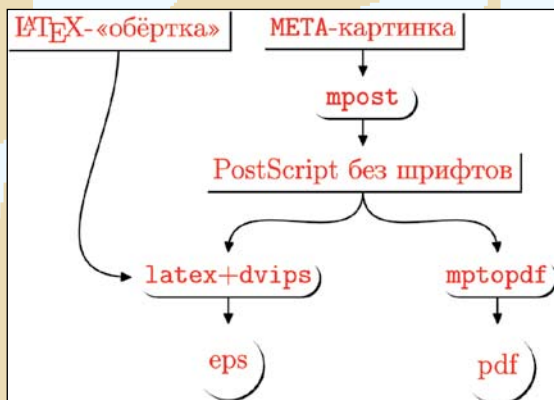 LATEX-«обёртка»
META-картинка
mpost
PostScript без шрифтов
latex+dvips
mptopdf
eps
pdf